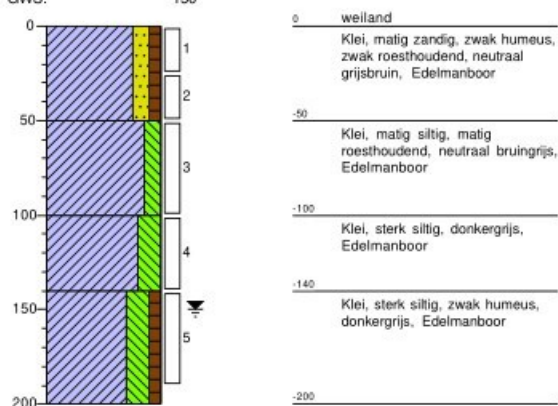 GWS: 150
0
50
100
150
200
1
2
3
4
5
0 weiland
Klei, matig zandig, zwak humeus,
zwak roesthoudend, neutraal
grijsbruin, Edelmanboor
-50
Klei, matig siltig, matig
roesthoudend, neutraal bruingrijs,
Edelmanboor
-100
Klei, sterk siltig, donkergrijs,
Edelmanboor
-140
Klei, sterk siltig, zwak humeus,
donkergrijs, Edelmanboor
-200